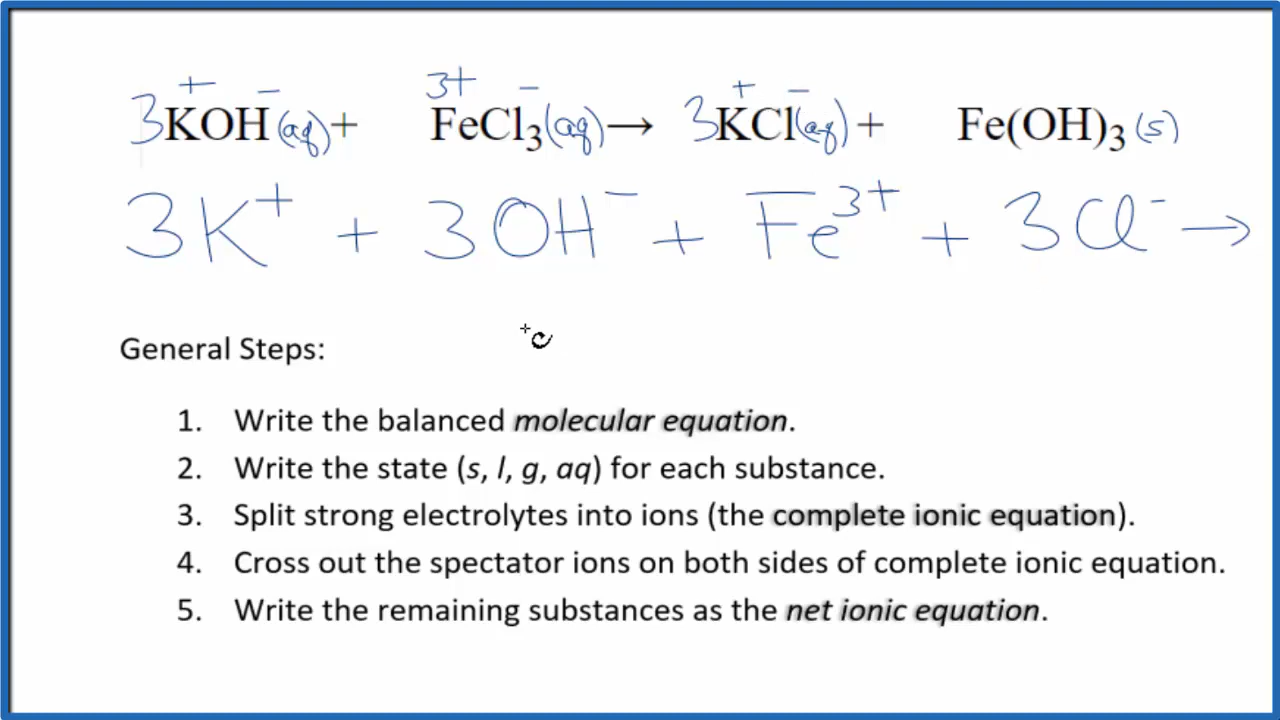 3KOH(aq) + FeCl₃(aq) → 3KCl(aq) + Fe(OH)₃(s)
+ − 3+ − + −
3K⁺ + 3OH⁻ + Fe³⁺ + 3Cl⁻ →
General Steps:
1. Write the balanced molecular equation.
2. Write the state (s, l, g, aq) for each substance.
3. Split strong electrolytes into ions (the complete ionic equation).
4. Cross out the spectator ions on both sides of complete ionic equation.
5. Write the remaining substances as the net ionic equation.